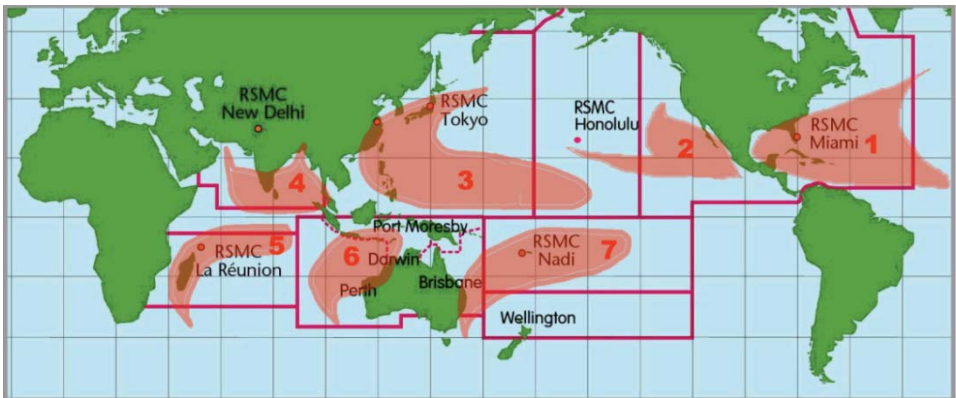 RSMC
New Delhi
RSMC
Tokyo
RSMC
Honolulu
RSMC
Miami
1
2
3
4
Port Moresby
5
RSMC
La Réunion
6
Darwin
Perth
Brisbane
RSMC
Nadi
7
Wellington